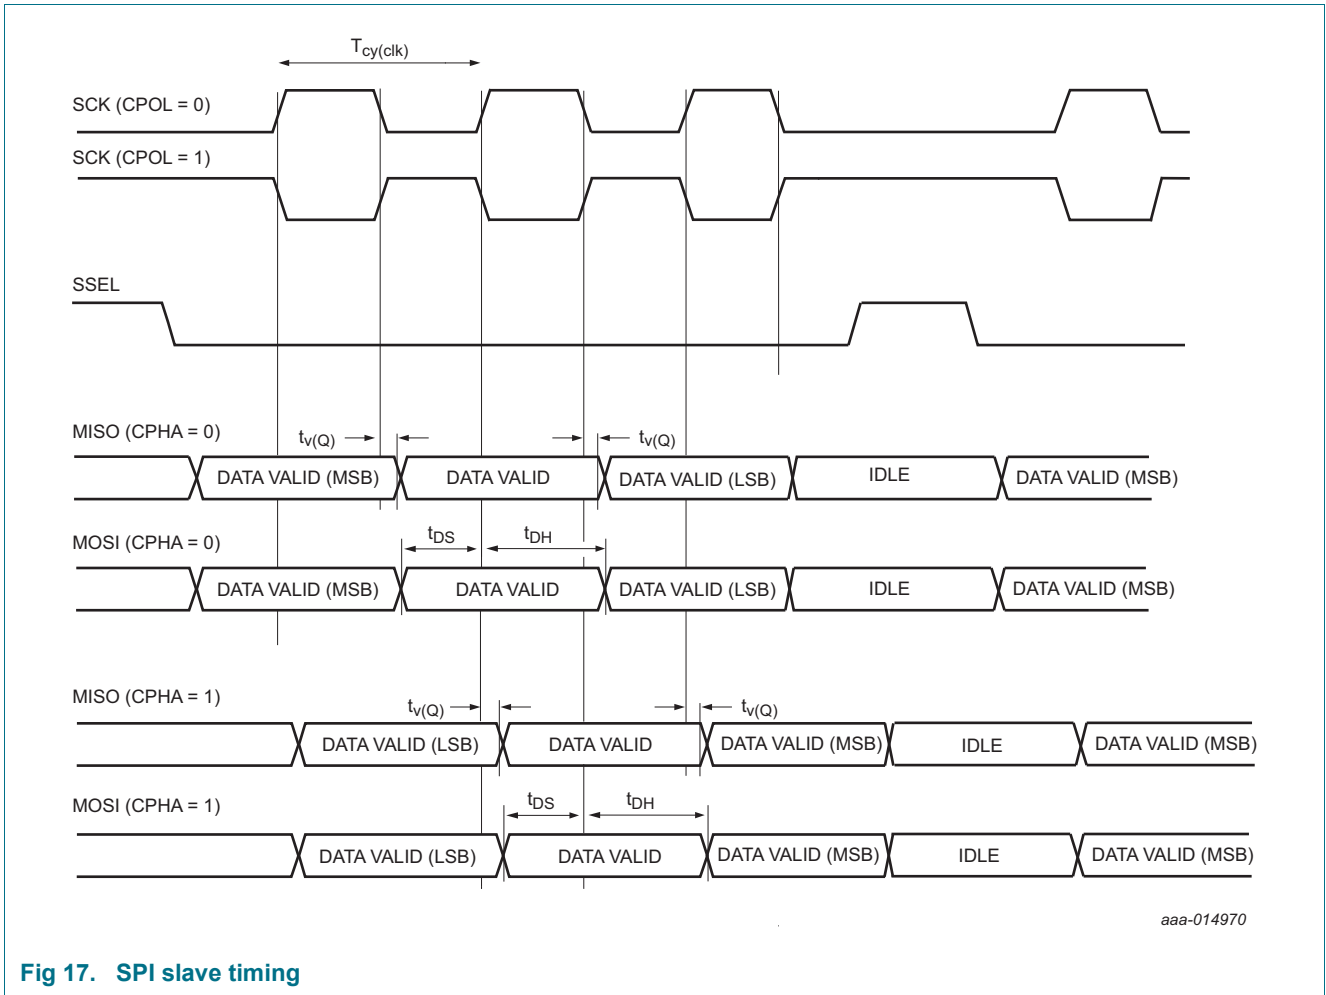 Tcy(clk)
SCK (CPOL = 0)
SCK (CPOL = 1)
SSEL
MISO (CPHA = 0)
tv(Q)
tv(Q)
DATA VALID (MSB)
DATA VALID
DATA VALID (LSB)
IDLE
DATA VALID (MSB)
MOSI (CPHA = 0)
tDS
tDH
DATA VALID (MSB)
DATA VALID
DATA VALID (LSB)
IDLE
DATA VALID (MSB)
MISO (CPHA = 1)
tv(Q)
tv(Q)
DATA VALID (LSB)
DATA VALID
DATA VALID (MSB)
IDLE
DATA VALID (MSB)
MOSI (CPHA = 1)
tDS
tDH
DATA VALID (LSB)
DATA VALID
DATA VALID (MSB)
IDLE
DATA VALID (MSB)
aaa-014970
Fig 17. SPI slave timing